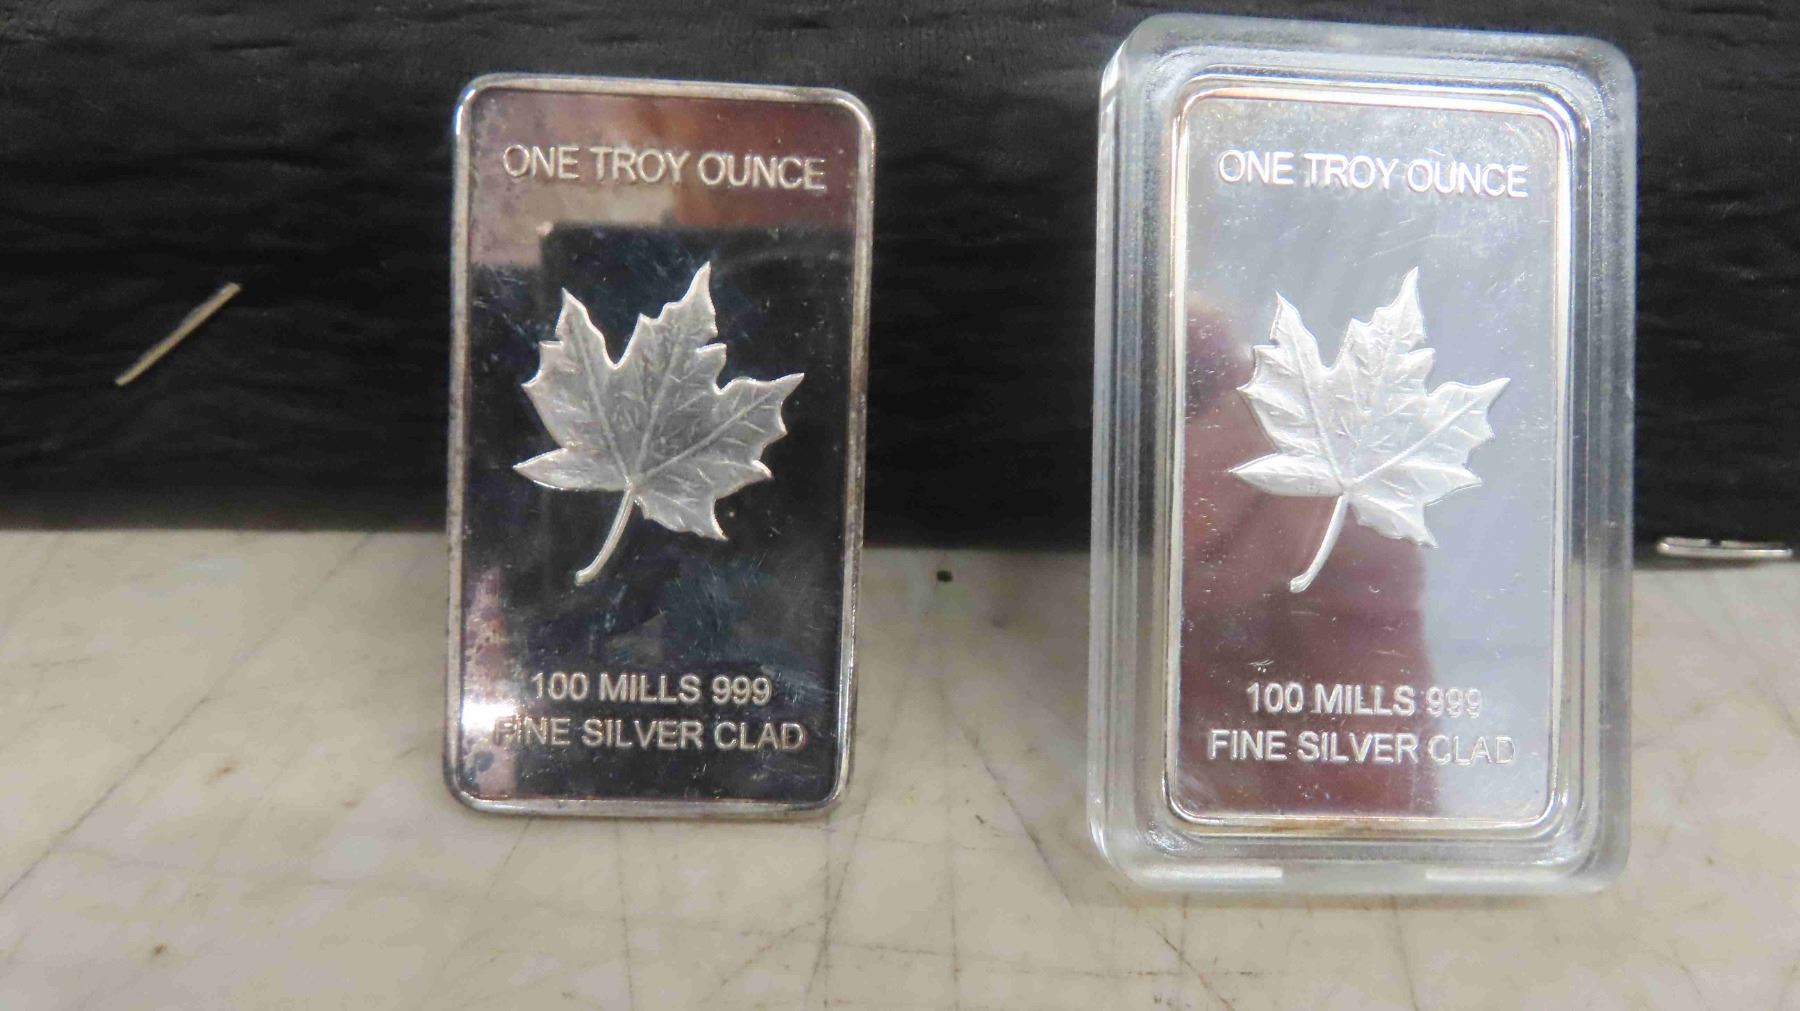 ONE TROY OUNCE
100 MILLS 999
FINE SILVER CLAD
ONE TROY OUNCE
100 MILLS 999
FINE SILVER CLAD